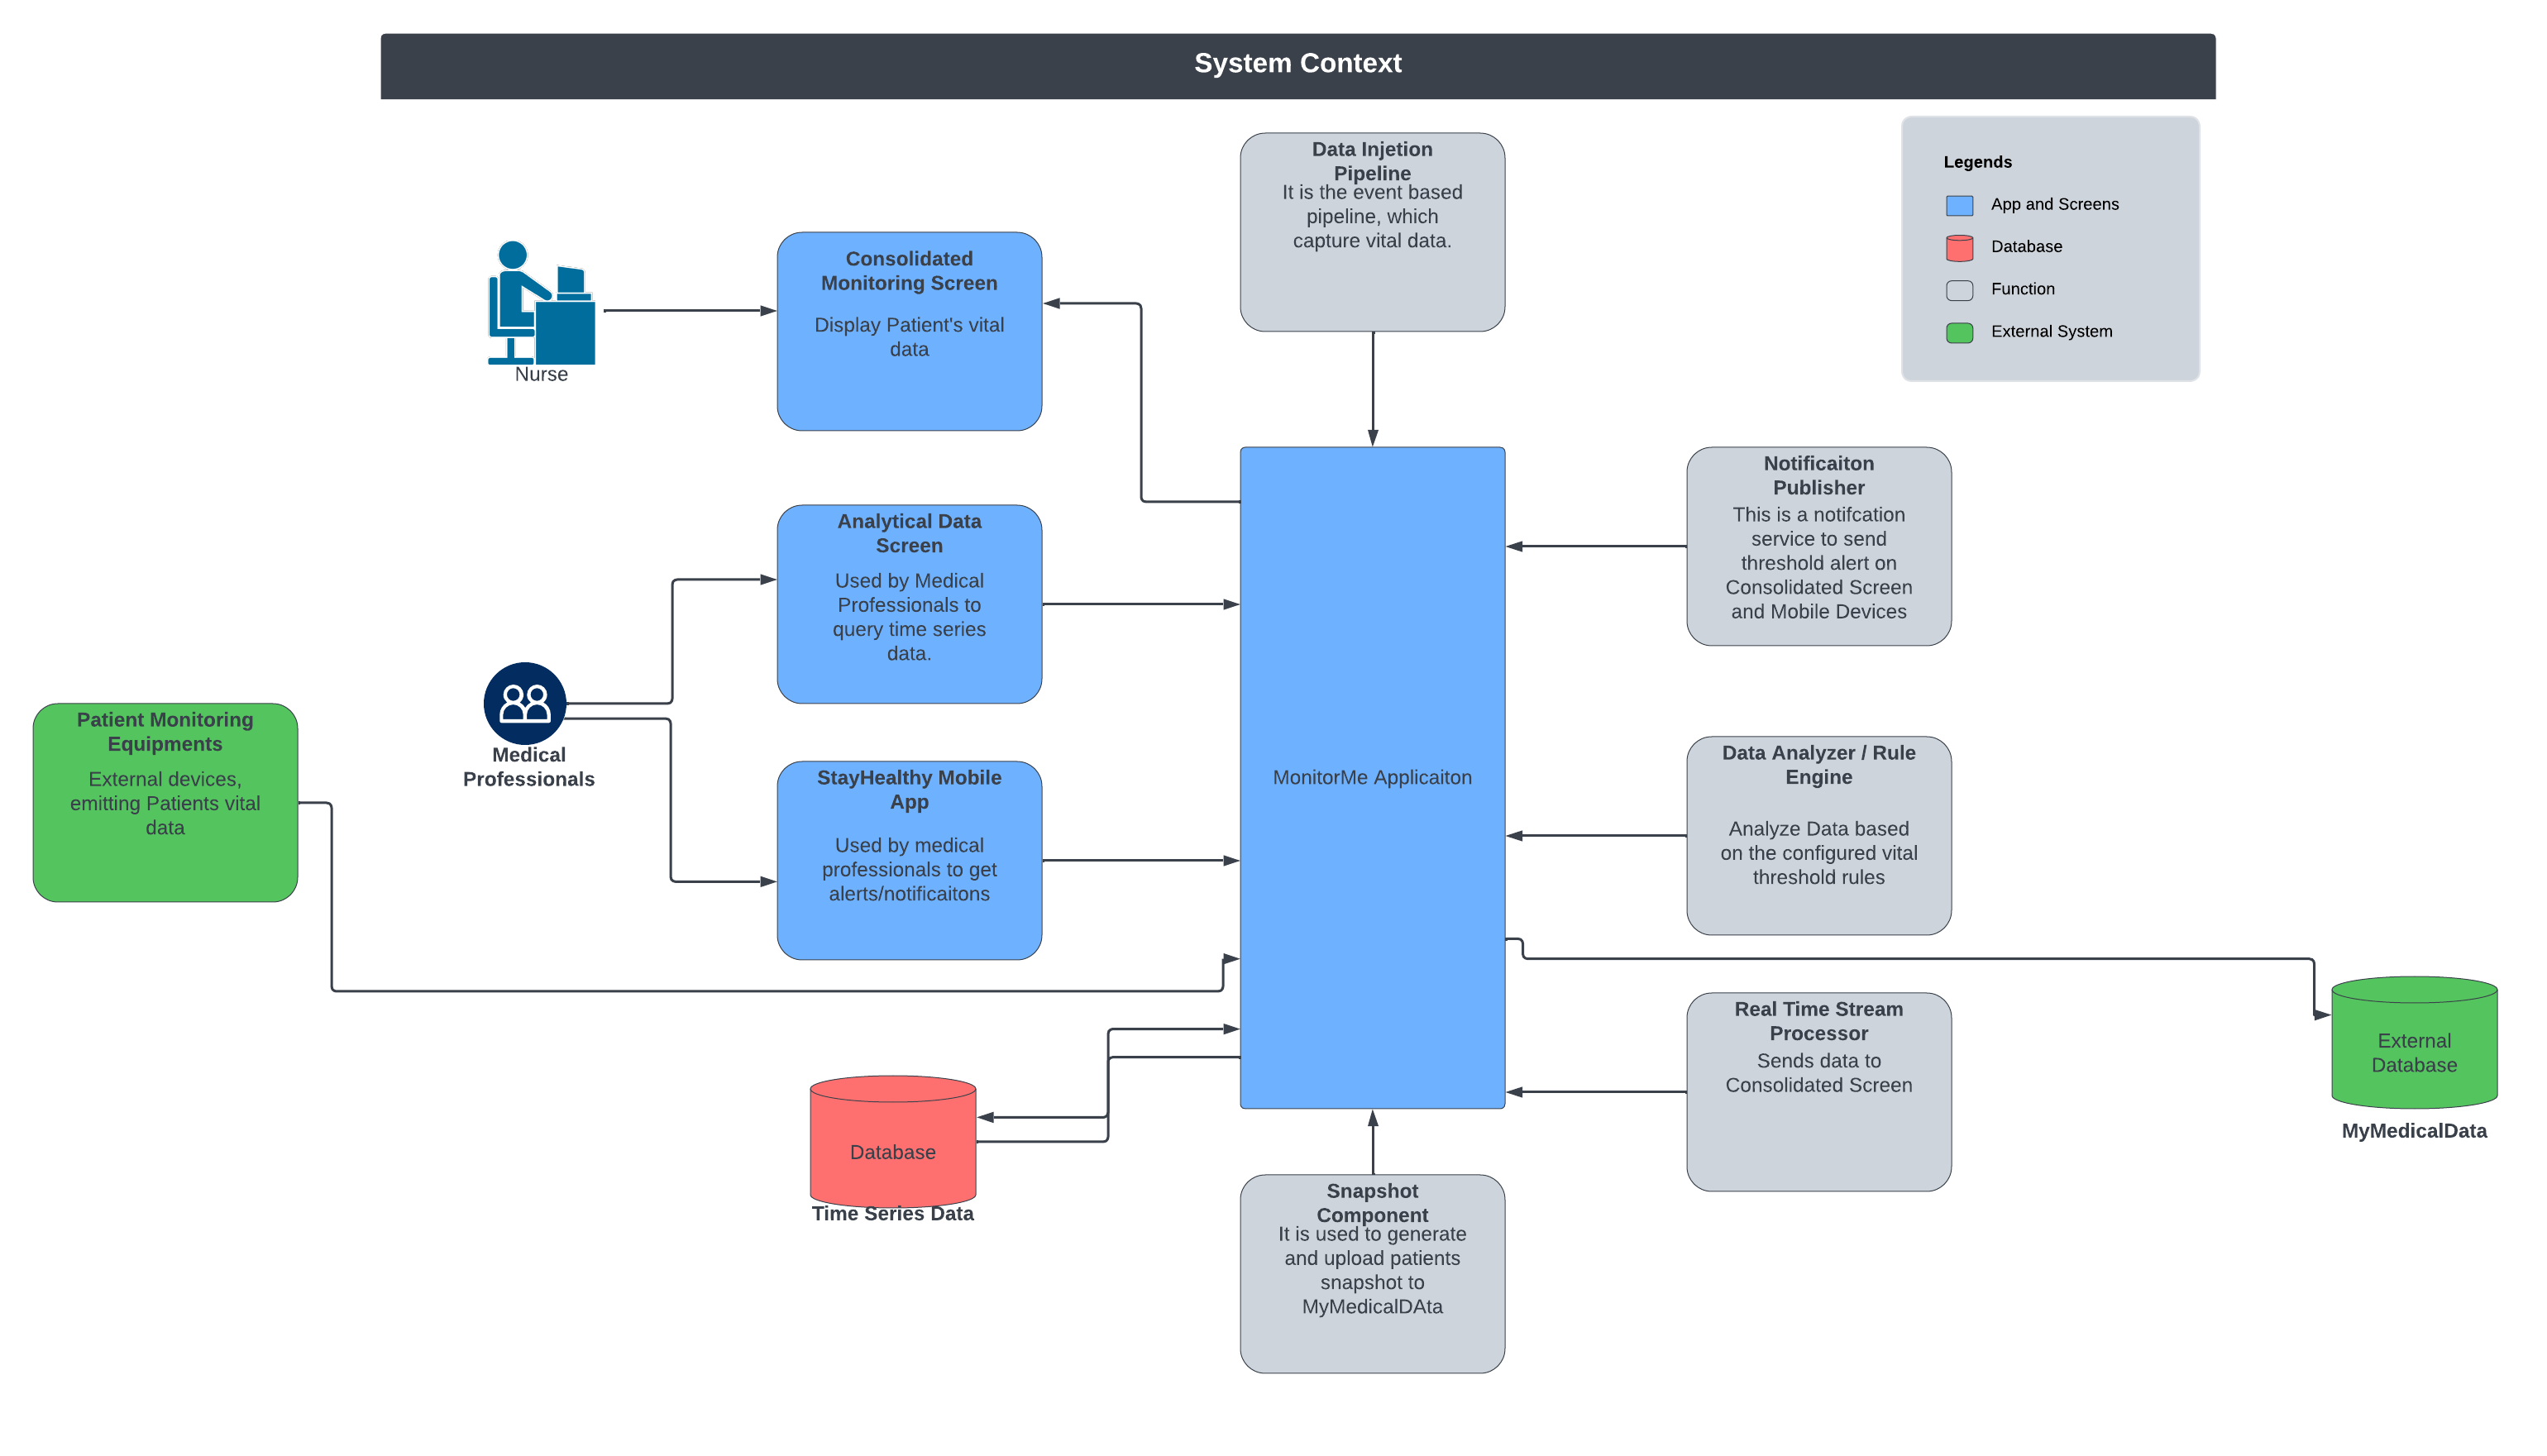 System Context
Data Injetion
Pipeline
It is the event based
pipeline, which
capture vital data.
Legends
App and Screens
Database
Function
External System
Consolidated
Monitoring Screen
Display Patient's vital
data
Nurse
Analytical Data
Screen
Used by Medical
Professionals to
query time series
data.
Notificaiton
Publisher
This is a notifcation
service to send
threshold alert on
Consolidated Screen
and Mobile Devices
Patient Monitoring
Equipments
External devices,
emitting Patients vital
data
Medical
Professionals
StayHealthy Mobile
App
Used by medical
professionals to get
alerts/notificaitons
MonitorMe Applicaiton
Data Analyzer / Rule
Engine
Analyze Data based
on the configured vital
threshold rules
Real Time Stream
Processor
Sends data to
Consolidated Screen
External
Database
MyMedicalData
Database
Time Series Data
Snapshot
Component
It is used to generate
and upload patients
snapshot to
MyMedicalDAta